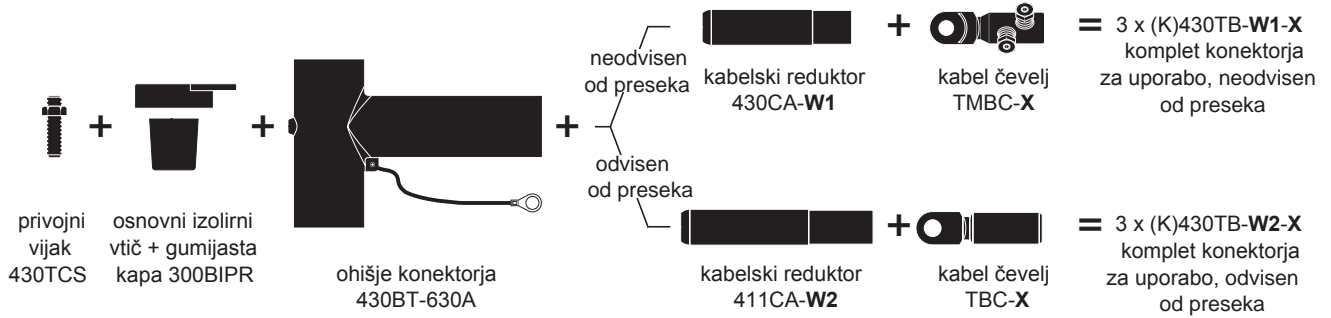 privojni
vijak
430TCS
+
osnovni izolirni
vtič + gumijasta
kapa 300BIPR
+
ohišje konektorja
430BT-630A
+
neodvisen
od preseka
kabelski reduktor
430CA-W1
+
kabel čevelj
TMBC-X
= 3 x (K)430TB-W1-X
komplet konektorja
za uporabo, neodvisen
od preseka
odvisen
od preseka
kabelski reduktor
411CA-W2
+
kabel čevelj
TBC-X
= 3 x (K)430TB-W2-X
komplet konektorja
za uporabo, odvisen
od preseka